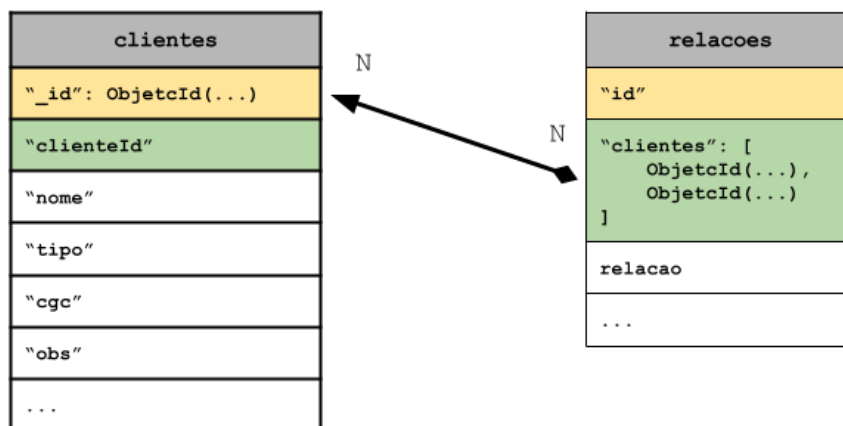 clientes
“_id”: ObjetcId(...)
“clienteId”
“nome”
“tipo”
“cgc”
“obs”
...
N
N
relacoes
“id”
“clientes”: [
ObjetcId(...),
ObjetcId(...)
]
relacao
...